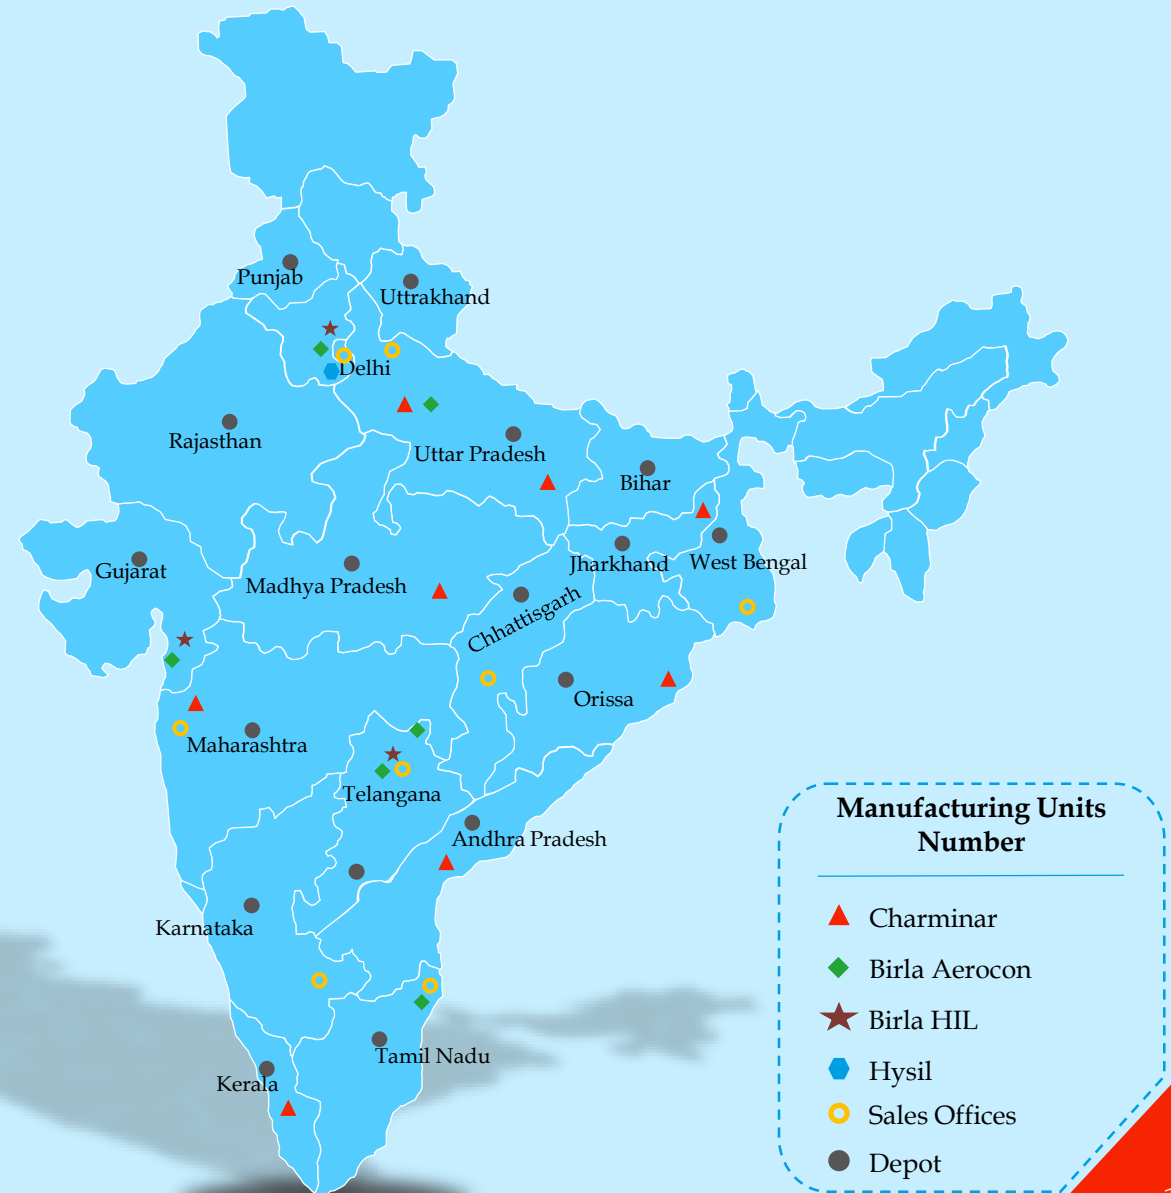 Punjab
Uttrakhand
Delhi
Rajasthan
Uttar Pradesh
Bihar
Gujarat
Madhya Pradesh
Jharkhand
West Bengal
Chhattisgarh
Orissa
Maharashtra
Telangana
Andhra Pradesh
Karnataka
Tamil Nadu
Kerala
Manufacturing Units
Number
Charminar
Birla Aerocon
Birla HIL
Hysil
Sales Offices
Depot